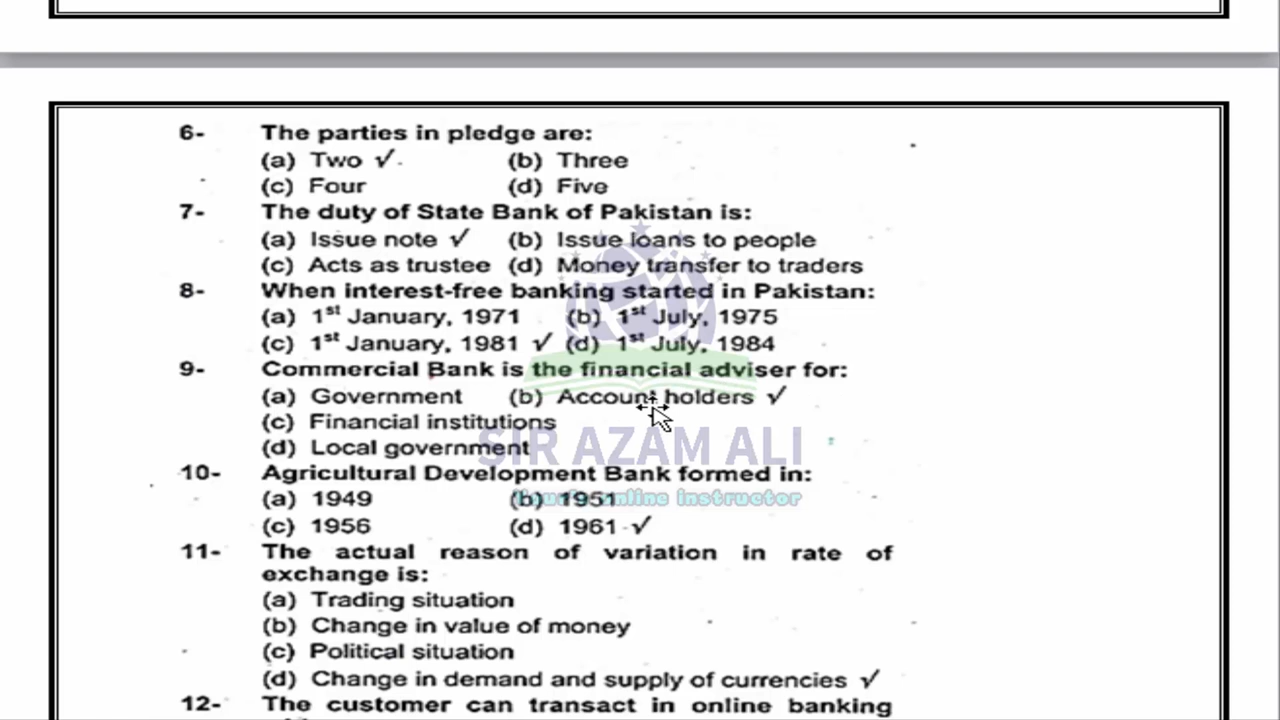 6- The parties in pledge are:
(a) Two ✓ (b) Three
(c) Four (d) Five
7- The duty of State Bank of Pakistan is:
(a) Issue note ✓ (b) Issue loans to people
(c) Acts as trustee (d) Money transfer to traders
8- When interest-free banking started in Pakistan:
(a) 1st January, 1971 (b) 1st July, 1975
(c) 1st January, 1981 ✓ (d) 1st July, 1984
9- Commercial Bank is the financial adviser for:
(a) Government (b) Account holders ✓
(c) Financial institutions
(d) Local government
SIR AZAM ALI
10- Agricultural Development Bank formed in:
(a) 1949 (b) 1951
online instructor
(c) 1956 (d) 1961 ✓
11- The actual reason of variation in rate of
exchange is:
(a) Trading situation
(b) Change in value of money
(c) Political situation
(d) Change in demand and supply of currencies ✓
12- The customer can transact in online banking